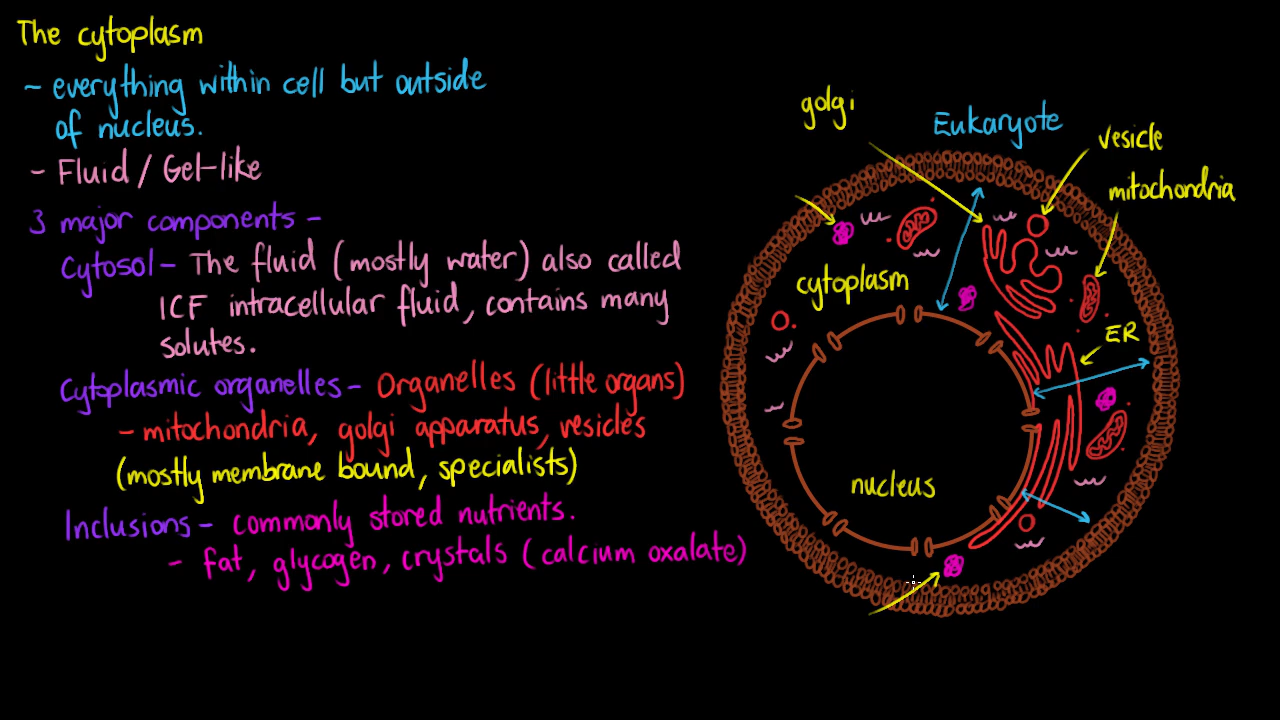 The cytoplasm
- everything within cell but outside
of nucleus.
- Fluid / Gel-like
3 major components -
Cytosol - The fluid (mostly water) also called
ICF intracellular fluid, contains many
solutes.
Cytoplasmic organelles - Organelles (little organs)
- mitochondria, golgi apparatus, vesicles
(mostly membrane bound, specialists)
Inclusions - commonly stored nutrients.
- fat, glycogen, crystals (calcium oxalate)
golgi
Eukaryote
vesicle
mitochondria
cytoplasm
ER
nucleus